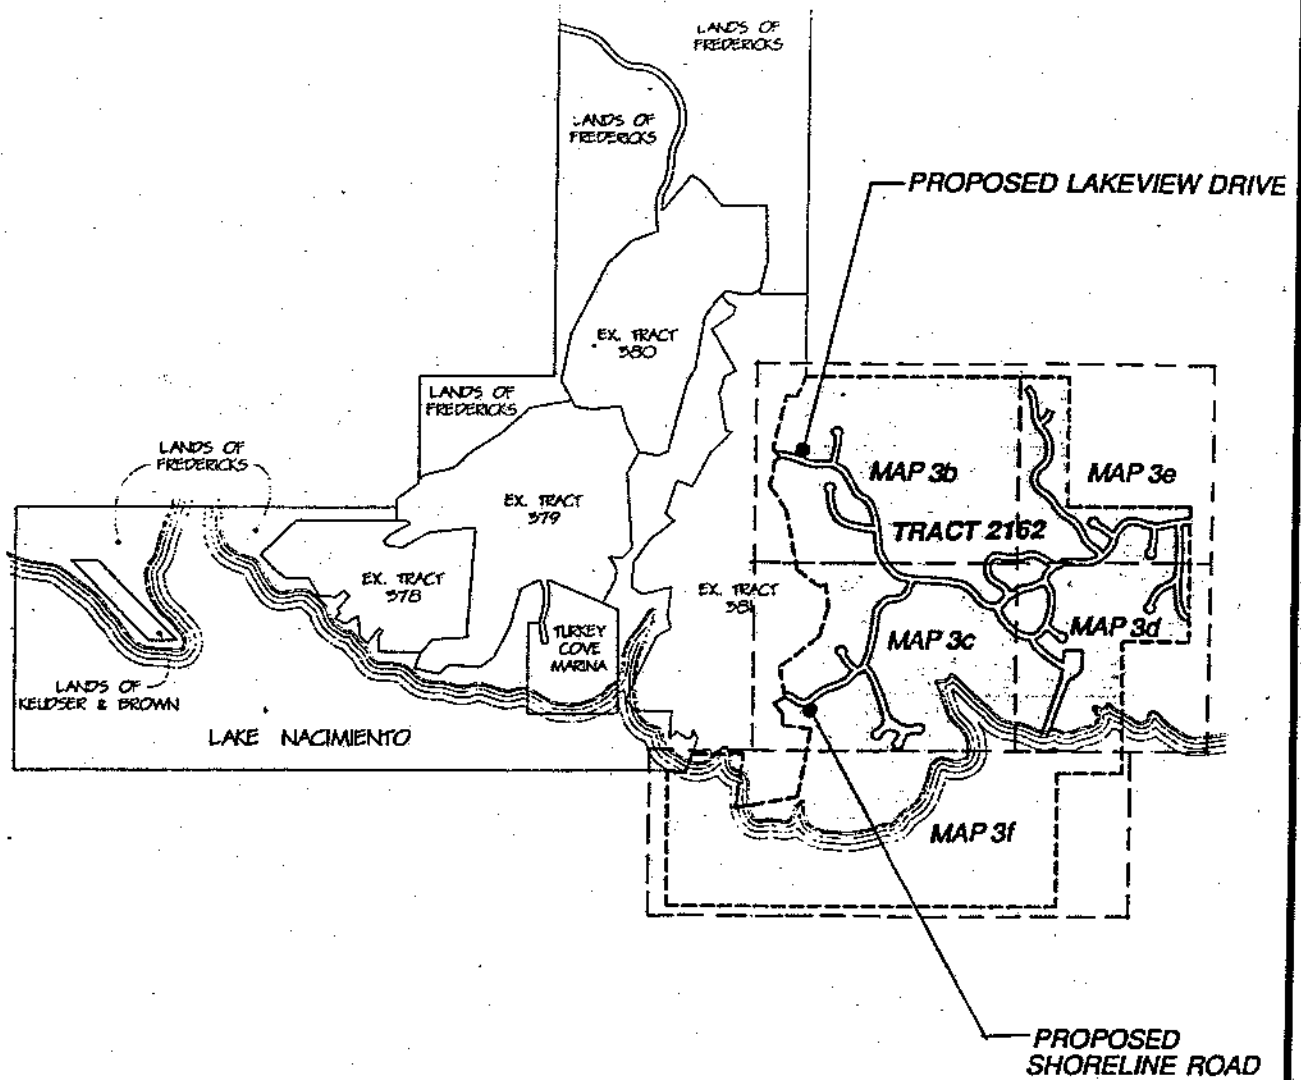 LANDS OF
FREDERICKS
LANDS OF
FREDERICKS
PROPOSED LAKEVIEW DRIVE
EX. TRACT
380
LANDS OF
FREDERICKS
LANDS OF
FREDERICKS
MAP 3b
MAP 3e
EX. TRACT
379
TRACT 2162
EX. TRACT
378
EX. TRACT
381
TURKEY
COVE
MARINA
MAP 3c
MAP 3d
LANDS OF
& BROWN
LAKE NACIMIENTO
MAP 3f
PROPOSED
SHORELINE ROAD